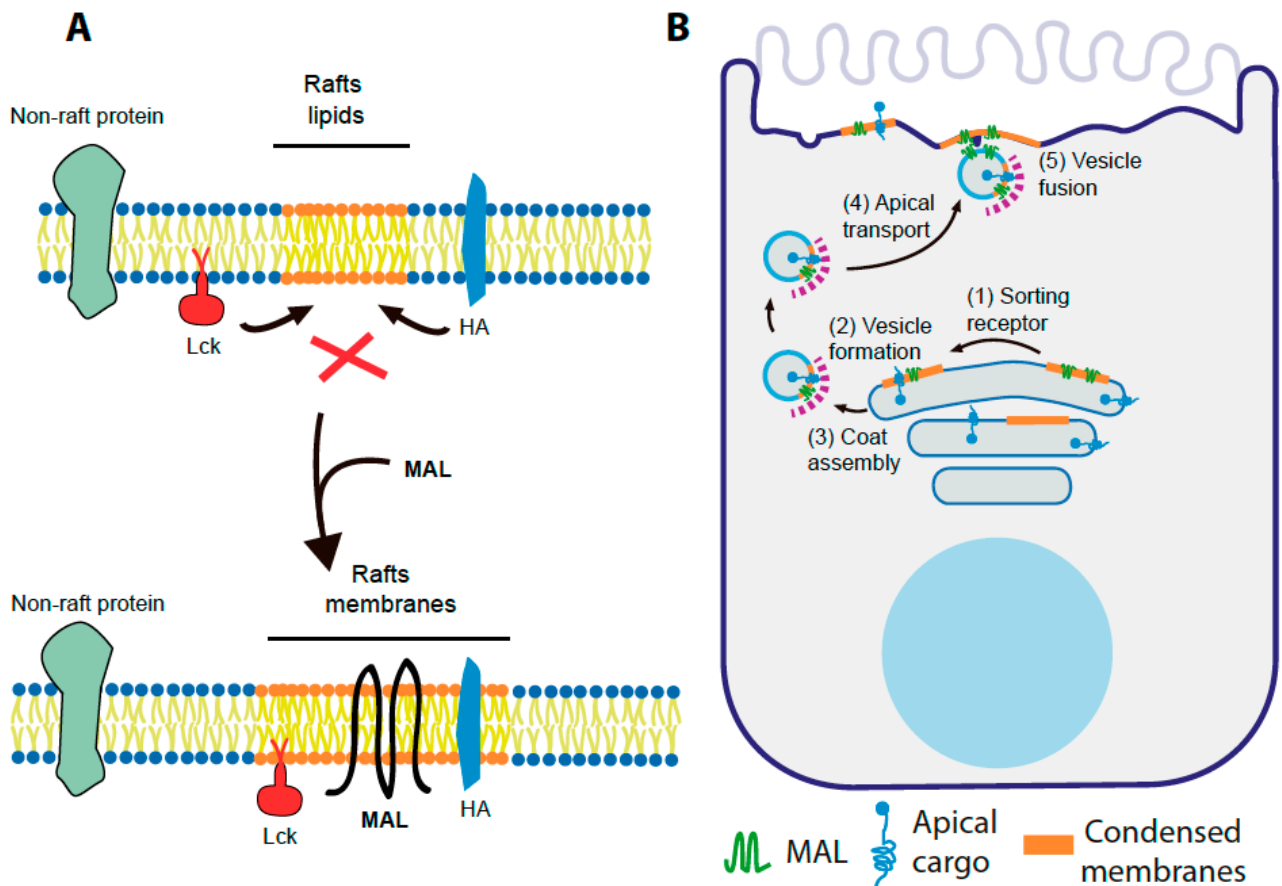 A
Rafts
lipids
Non-raft protein
Lck
HA
MAL
Rafts
membranes
Non-raft protein
Lck
MAL
HA
B
(5) Vesicle
fusion
(4) Apical
transport
(1) Sorting
receptor
(2) Vesicle
formation
(3) Coat
assembly
MAL
Apical
cargo
Condensed
membranes